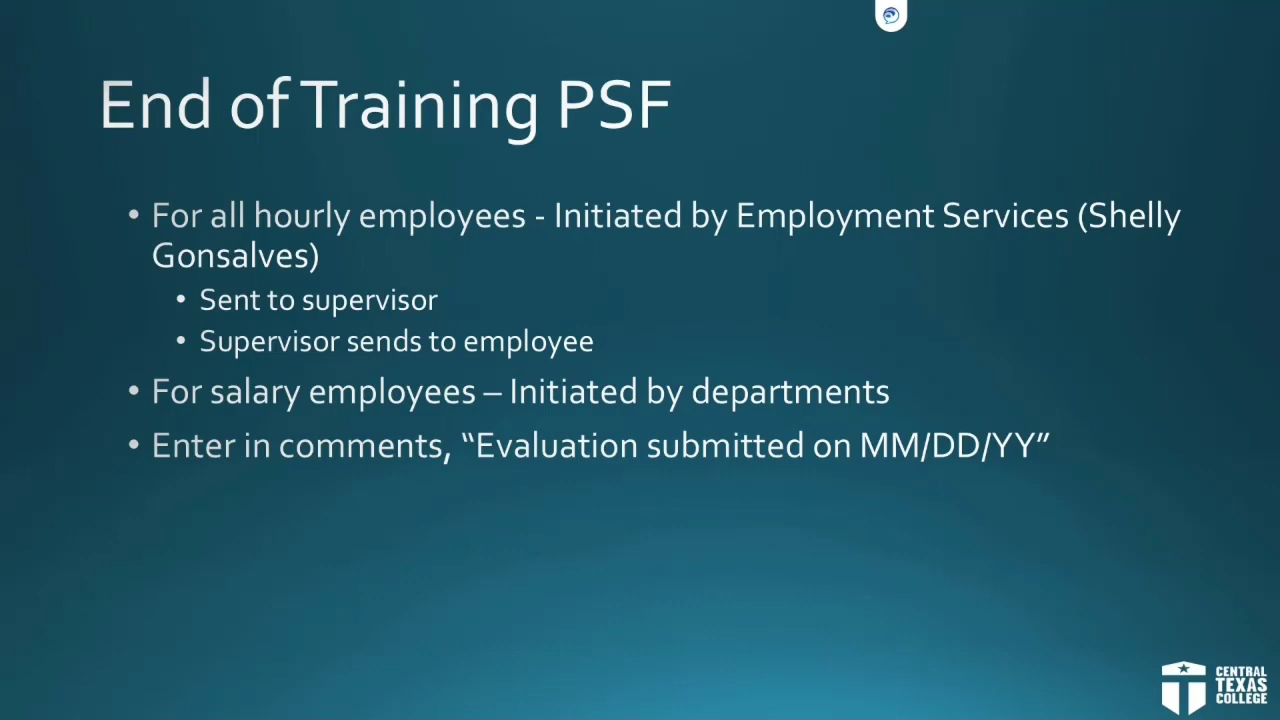 End of Training PSF
• For all hourly employees - Initiated by Employment Services (Shelly
Gonsalves)
• Sent to supervisor
• Supervisor sends to employee
• For salary employees – Initiated by departments
• Enter in comments, “Evaluation submitted on MM/DD/YY”
CENTRAL
TEXAS
COLLEGE